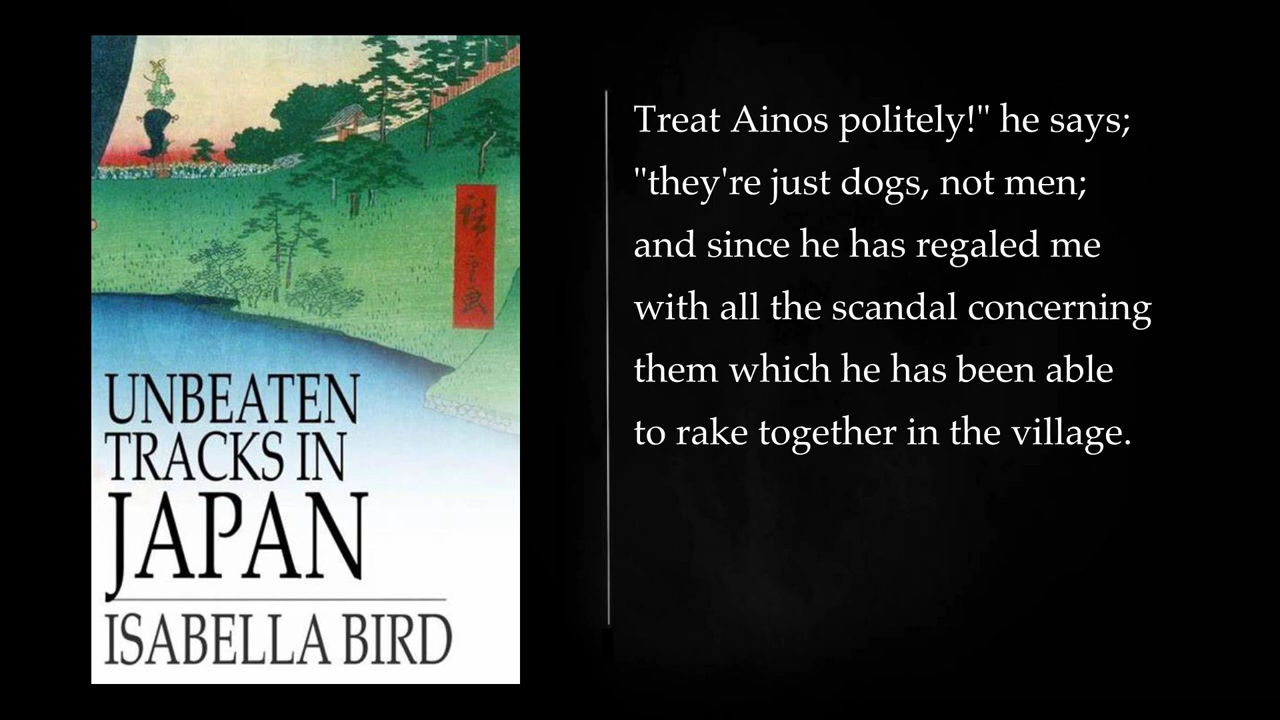 UNBEATEN
TRACKS IN
JAPAN
ISABELLA BIRD
Treat Ainos politely!" he says;
"they're just dogs, not men;
and since he has regaled me
with all the scandal concerning
them which he has been able
to rake together in the village.